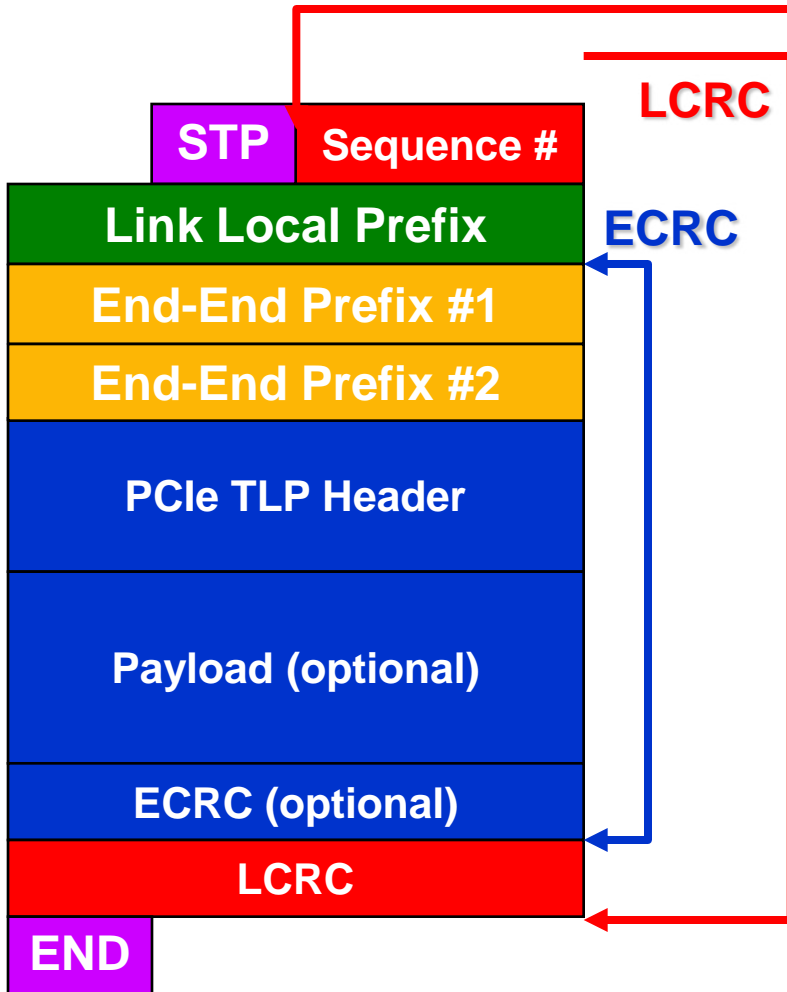 LCRC
STP
Sequence #
Link Local Prefix
ECRC
End-End Prefix #1
End-End Prefix #2
PCIe TLP Header
Payload (optional)
ECRC (optional)
LCRC
END